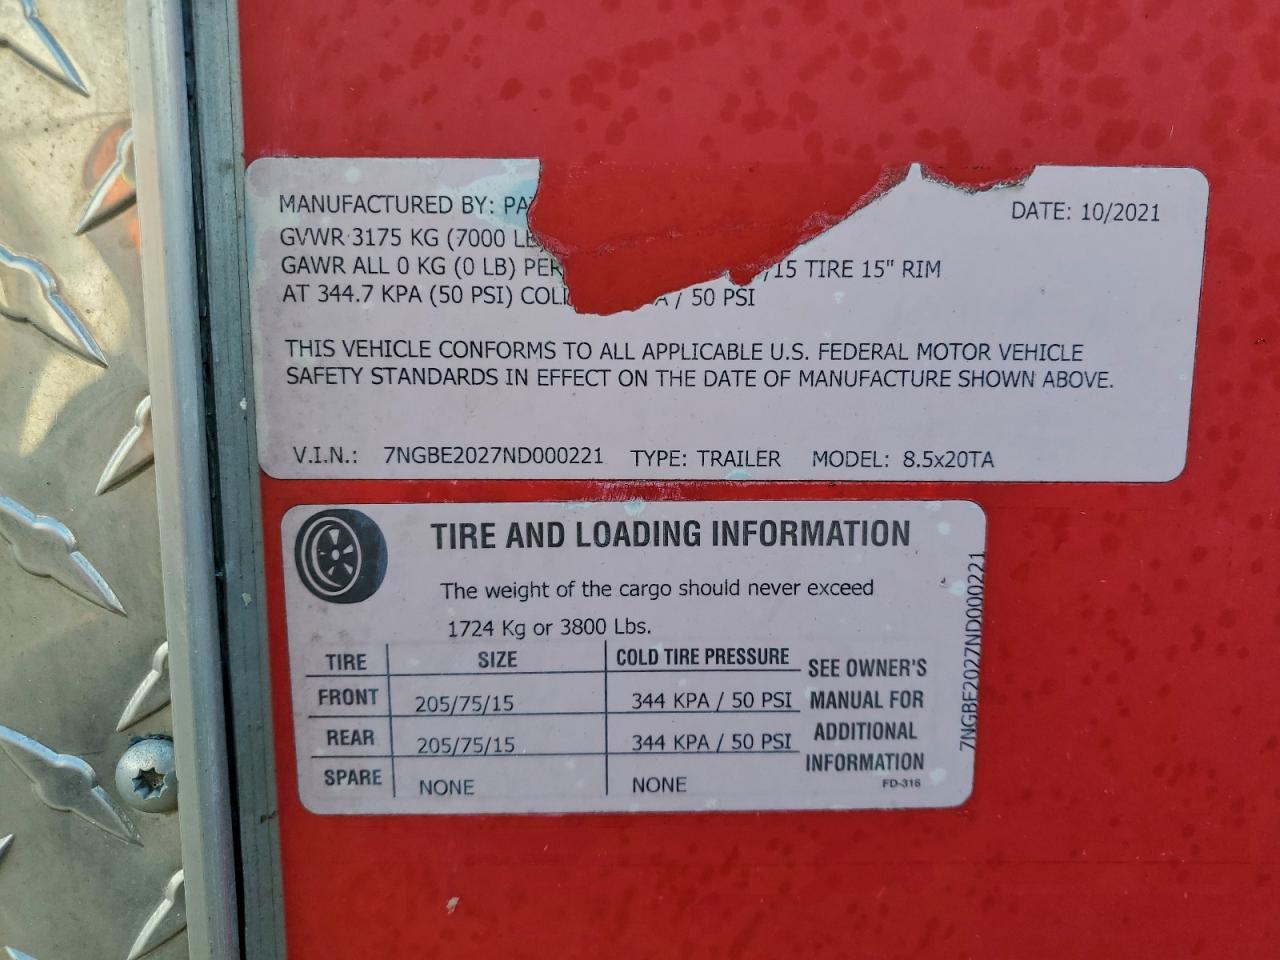 MANUFACTURED BY: PA
DATE: 10/2021
GVWR 3175 KG (7000 LB
GAWR ALL 0 KG (0 LB) PER /15 TIRE 15" RIM
AT 344.7 KPA (50 PSI) COL / 50 PSI
THIS VEHICLE CONFORMS TO ALL APPLICABLE U.S. FEDERAL MOTOR VEHICLE
SAFETY STANDARDS IN EFFECT ON THE DATE OF MANUFACTURE SHOWN ABOVE.
V.I.N.: 7NGBE2027ND000221 TYPE: TRAILER MODEL: 8.5x20TA
TIRE AND LOADING INFORMATION
The weight of the cargo should never exceed
1724 Kg or 3800 Lbs.
TIRE SIZE COLD TIRE PRESSURE
FRONT 205/75/15 344 KPA / 50 PSI
REAR 205/75/15 344 KPA / 50 PSI
SPARE NONE NONE
SEE OWNER'S
MANUAL FOR
ADDITIONAL
INFORMATION
FD-316
7NGBE2027ND000221